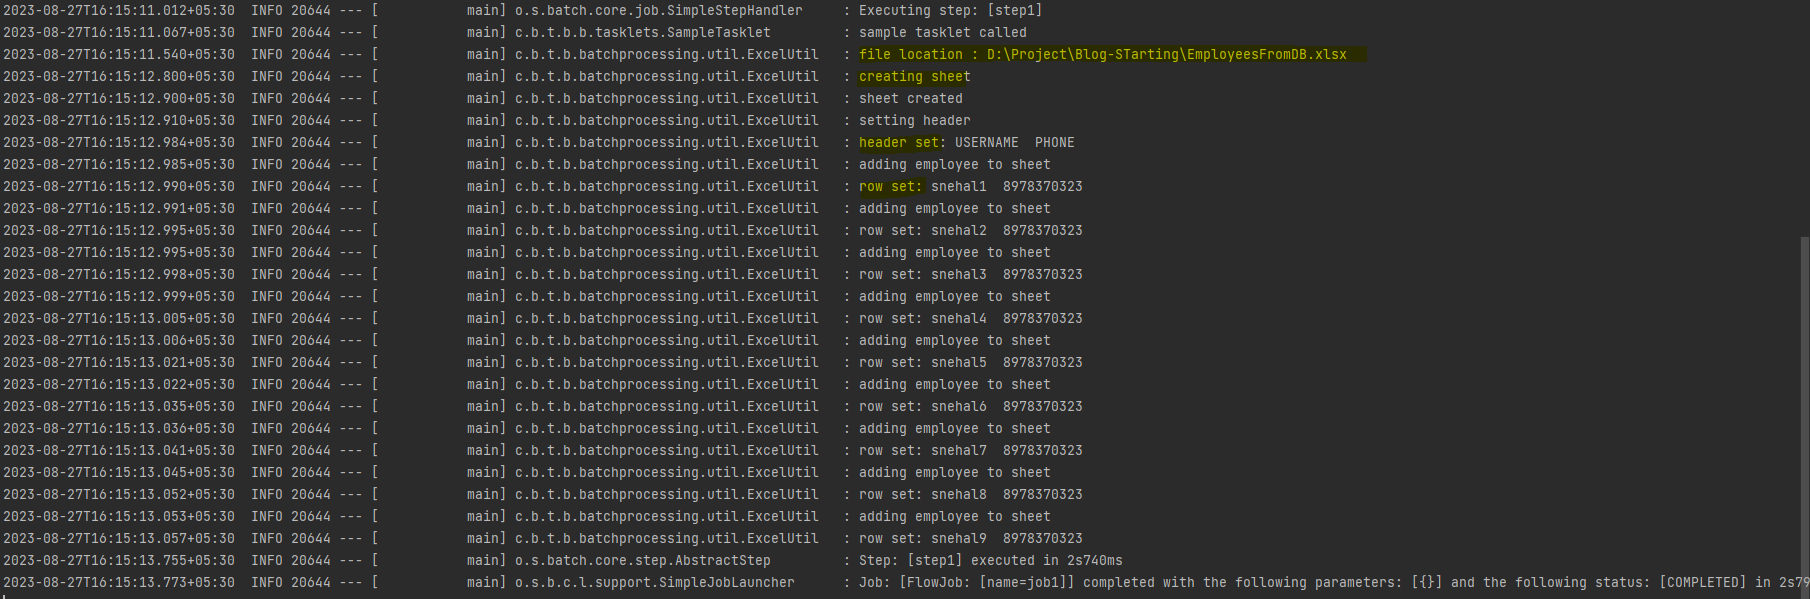 2023-08-27T16:15:11.012+05:30  INFO 20644 --- [           main] o.s.batch.core.job.SimpleStepHandler     : Executing step: [step1]
2023-08-27T16:15:11.067+05:30  INFO 20644 --- [           main] c.b.t.b.b.tasklets.SampleTasklet         : sample tasklet called
2023-08-27T16:15:11.540+05:30  INFO 20644 --- [           main] c.b.t.b.batchprocessing.util.ExcelUtil   : file location : D:\Project\Blog-STarting\EmployeesFromDB.xlsx
2023-08-27T16:15:12.800+05:30  INFO 20644 --- [           main] c.b.t.b.batchprocessing.util.ExcelUtil   : creating sheet
2023-08-27T16:15:12.900+05:30  INFO 20644 --- [           main] c.b.t.b.batchprocessing.util.ExcelUtil   : sheet created
2023-08-27T16:15:12.910+05:30  INFO 20644 --- [           main] c.b.t.b.batchprocessing.util.ExcelUtil   : setting header
2023-08-27T16:15:12.984+05:30  INFO 20644 --- [           main] c.b.t.b.batchprocessing.util.ExcelUtil   : header set: USERNAME  PHONE
2023-08-27T16:15:12.985+05:30  INFO 20644 --- [           main] c.b.t.b.batchprocessing.util.ExcelUtil   : adding employee to sheet
2023-08-27T16:15:12.990+05:30  INFO 20644 --- [           main] c.b.t.b.batchprocessing.util.ExcelUtil   : row set: snehal1  8978370323
2023-08-27T16:15:12.991+05:30  INFO 20644 --- [           main] c.b.t.b.batchprocessing.util.ExcelUtil   : adding employee to sheet
2023-08-27T16:15:12.995+05:30  INFO 20644 --- [           main] c.b.t.b.batchprocessing.util.ExcelUtil   : row set: snehal2  8978370323
2023-08-27T16:15:12.995+05:30  INFO 20644 --- [           main] c.b.t.b.batchprocessing.util.ExcelUtil   : adding employee to sheet
2023-08-27T16:15:12.998+05:30  INFO 20644 --- [           main] c.b.t.b.batchprocessing.util.ExcelUtil   : row set: snehal3  8978370323
2023-08-27T16:15:12.999+05:30  INFO 20644 --- [           main] c.b.t.b.batchprocessing.util.ExcelUtil   : adding employee to sheet
2023-08-27T16:15:13.005+05:30  INFO 20644 --- [           main] c.b.t.b.batchprocessing.util.ExcelUtil   : row set: snehal4  8978370323
2023-08-27T16:15:13.006+05:30  INFO 20644 --- [           main] c.b.t.b.batchprocessing.util.ExcelUtil   : adding employee to sheet
2023-08-27T16:15:13.021+05:30  INFO 20644 --- [           main] c.b.t.b.batchprocessing.util.ExcelUtil   : row set: snehal5  8978370323
2023-08-27T16:15:13.022+05:30  INFO 20644 --- [           main] c.b.t.b.batchprocessing.util.ExcelUtil   : adding employee to sheet
2023-08-27T16:15:13.035+05:30  INFO 20644 --- [           main] c.b.t.b.batchprocessing.util.ExcelUtil   : row set: snehal6  8978370323
2023-08-27T16:15:13.036+05:30  INFO 20644 --- [           main] c.b.t.b.batchprocessing.util.ExcelUtil   : adding employee to sheet
2023-08-27T16:15:13.041+05:30  INFO 20644 --- [           main] c.b.t.b.batchprocessing.util.ExcelUtil   : row set: snehal7  8978370323
2023-08-27T16:15:13.045+05:30  INFO 20644 --- [           main] c.b.t.b.batchprocessing.util.ExcelUtil   : adding employee to sheet
2023-08-27T16:15:13.052+05:30  INFO 20644 --- [           main] c.b.t.b.batchprocessing.util.ExcelUtil   : row set: snehal8  8978370323
2023-08-27T16:15:13.053+05:30  INFO 20644 --- [           main] c.b.t.b.batchprocessing.util.ExcelUtil   : adding employee to sheet
2023-08-27T16:15:13.057+05:30  INFO 20644 --- [           main] c.b.t.b.batchprocessing.util.ExcelUtil   : row set: snehal9  8978370323
2023-08-27T16:15:13.755+05:30  INFO 20644 --- [           main] o.s.batch.core.step.AbstractStep         : Step: [step1] executed in 2s740ms
2023-08-27T16:15:13.773+05:30  INFO 20644 --- [           main] o.s.b.c.l.support.SimpleJobLauncher      : Job: [FlowJob: [name=job1]] completed with the following parameters: [{}] and the following status: [COMPLETED] in 2s79